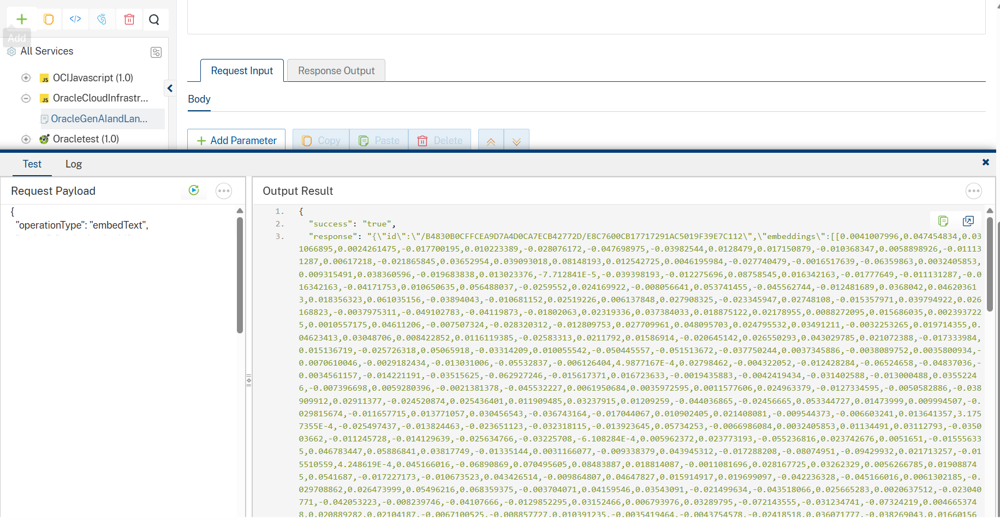 Add
All Services
OCIJavascript (1.0)
OracleCloudInfrastr...
OracleGenAIandLan...
Oracletest (1.0)
Request Input
Response Output
Body
Add Parameter
Copy
Paste
Delete
Test
Log
Request Payload
{
"operationType": "embedText",
Output Result
1. {
2. "success": "true",
3. "response": "{\"id\":\"/B4830B0CFFCEA9D7A4D0CA7ECB42772D/E8C7600CB17717291AC5019F39E7C112\",\"embeddings\":[[0.0041007996,0.047454834,0.03
1066895,0.0024261475,-0.017700195,0.010223389,-0.028076172,-0.047698975,-0.03982544,0.0128479,0.017150879,-0.010368347,0.0058898926,-0.01113
1287,0.00617218,-0.021865845,0.03652954,0.039093018,0.08148193,0.012542725,0.0046195984,-0.027740479,-0.0016517639,-0.06359863,0.0032405853,
0.009315491,0.038360596,-0.019683838,0.013023376,-7.712841E-5,-0.039398193,-0.012275696,0.08758545,0.016342163,-0.01777649,-0.011131287,-0.0
16342163,-0.04171753,0.010650635,0.056488037,-0.0259552,0.024169922,-0.008056641,0.053741455,-0.045562744,-0.012481689,0.0368042,0.04620361
3,0.018356323,0.061035156,-0.03894043,-0.010681152,0.02519226,0.006137848,0.027908325,-0.023345947,0.02748108,-0.015357971,0.039794922,0.026
168823,-0.0037975311,-0.049102783,-0.04119873,-0.01802063,0.02319336,0.037384033,0.018875122,0.02178955,0.0088272095,0.015686035,0.002393722
5,0.0010557175,0.04611206,-0.007507324,-0.028320312,-0.012809753,0.027709961,0.048095703,0.024795532,0.03491211,-0.0032253265,0.019714355,0.
04623413,0.03048706,0.008422852,0.0116119385,-0.02583313,0.0211792,0.01586914,-0.020645142,0.026550293,0.043029785,0.021072388,-0.017333984,
0.015136719,-0.025726318,0.05065918,-0.03314209,0.010055542,-0.050445557,-0.051513672,-0.037750244,0.0037345886,-0.0038089752,0.0035800934,-
0.0070610046,-0.0029182434,-0.013031006,-0.05532837,-0.006126404,4.9877167E-4,0.02798462,-0.004322052,-0.012428284,-0.06524658,-0.04837036,-
0.0034561157,-0.014221191,-0.03515625,-0.062927246,-0.015617371,0.016723633,-0.0019435883,-0.0042419434,-0.031402588,-0.013000488,0.0355224
6,-0.007396698,0.0059280396,-0.0021381378,-0.045532227,0.0061950684,0.0035972595,0.0011577606,0.024963379,-0.0127334595,-0.0050582886,-0.038
909912,0.02911377,-0.024520874,0.025436401,0.011909485,0.03237915,0.01209259,-0.044036865,-0.02456665,0.053344727,0.01473999,0.009994507,-0.
029815674,-0.011657715,0.013771057,0.030456543,-0.036743164,-0.017044067,0.010902405,0.021408081,-0.009544373,-0.006603241,0.013641357,3.175
7355E-4,-0.025497437,-0.013824463,-0.023651123,-0.032318115,-0.013923645,0.05734253,-0.0066986084,0.0032405853,0.01134491,0.03112793,-0.035
03662,-0.011245728,-0.014129639,-0.025634766,-0.03225708,-6.108284E-4,0.005962372,0.023773193,-0.055236816,0.023742676,0.0051651,-0.01555633
5,0.046783447,0.05886841,0.03817749,-0.01335144,0.0031166077,-0.009338379,0.043945312,-0.017288208,-0.08074951,-0.09429932,0.021713257,-0.01
5510559,4.248619E-4,0.045166016,-0.06890869,0.070495605,0.08483887,0.018814087,-0.0011081696,0.028167725,0.03262329,0.0056266785,0.01908874
5,0.0541687,-0.017227173,-0.010673523,0.043426514,-0.009864807,0.04647827,0.015914917,0.019699097,-0.042236328,-0.045166016,0.0061302185,-0.
029708862,0.026473999,0.05496216,0.068359375,-0.003704071,0.04159546,0.03543091,-0.021499634,-0.043518066,0.025665283,0.0020637512,-0.023040
771,-0.042053223,-0.008239746,-0.04107666,-0.0129852295,0.03152466,0.006793976,0.03289795,-0.072143555,-0.031234741,-0.07324219,0.004665374
8,0.020889282,0.02104187,-0.0067100525,-0.008857727,0.010391235,-0.0035419464,-0.0043754578,-0.02418518,0.036071777,-0.038269043,0.01660156